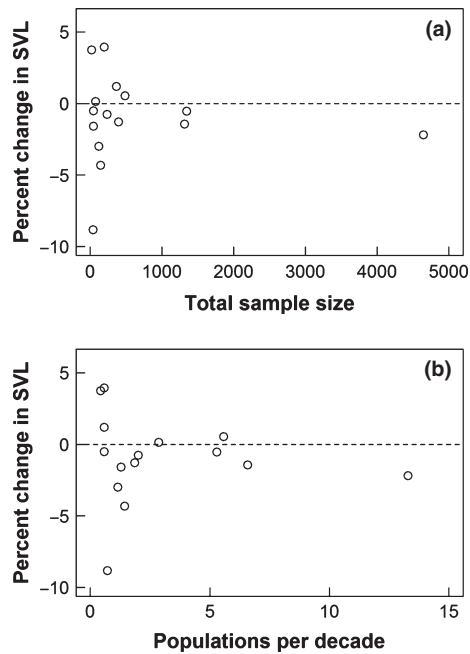 (a)
Percent change in SVL
5
0
−5
−10
0 1000 2000 3000 4000 5000
Total sample size
(b)
Percent change in SVL
5
0
−5
−10
0 5 10 15
Populations per decade